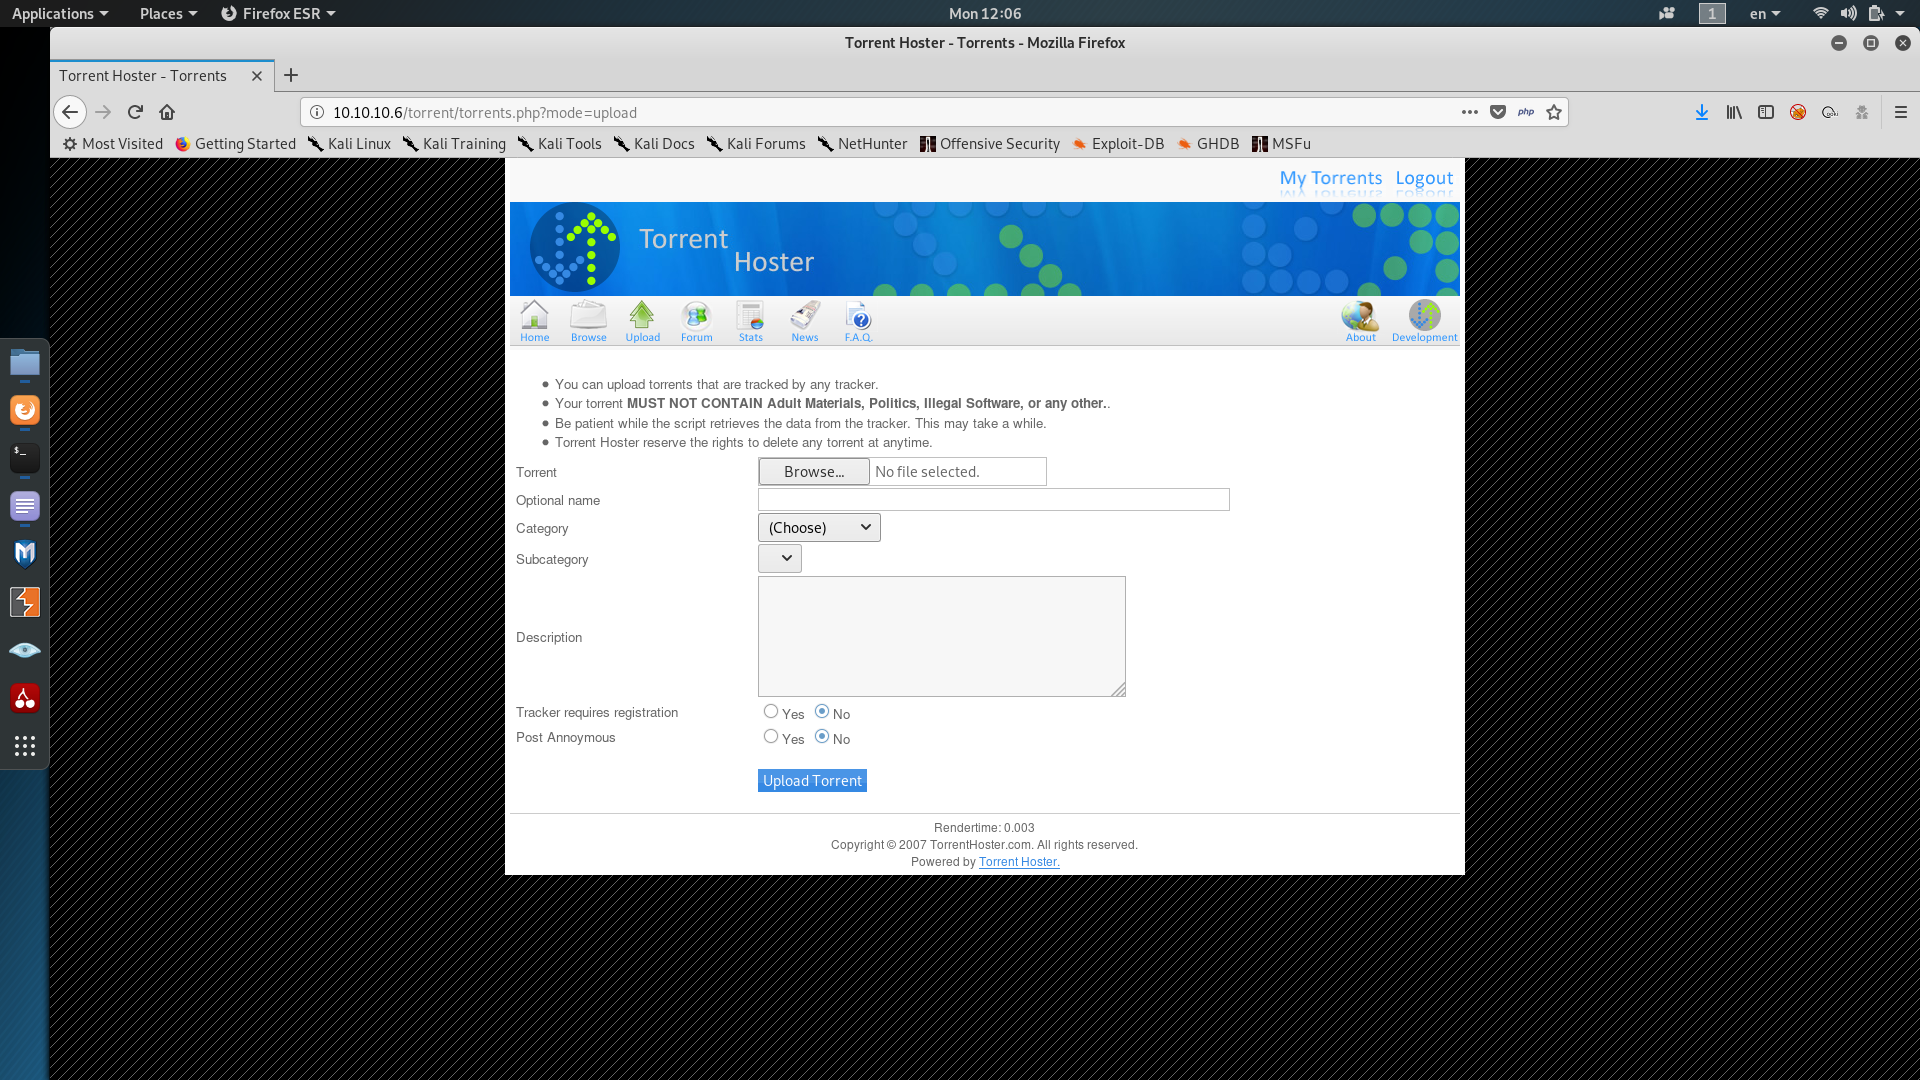 Applications Places Firefox ESR Mon 12:06 1 en
Torrent Hoster - Torrents - Mozilla Firefox
Torrent Hoster - Torrents
10.10.10.6/torrent/torrents.php?mode=upload php
Most Visited Getting Started Kali Linux Kali Training Kali Tools Kali Docs Kali Forums NetHunter Offensive Security Exploit-DB GHDB MSFu
My Torrents Logout
Torrent
Hoster
Home Browse Upload Forum Stats News F.A.Q. About Development
You can upload torrents that are tracked by any tracker.
Your torrent MUST NOT CONTAIN Adult Materials, Politics, Illegal Software, or any other..
Be patient while the script retrieves the data from the tracker. This may take a while.
Torrent Hoster reserve the rights to delete any torrent at anytime.
Torrent Browse... No file selected.
Optional name
Category (Choose)
Subcategory
Description
Tracker requires registration Yes No
Post Annoymous Yes No
Upload Torrent
Rendertime: 0.003
Copyright © 2007 TorrentHoster.com. All rights reserved.
Powered by Torrent Hoster.